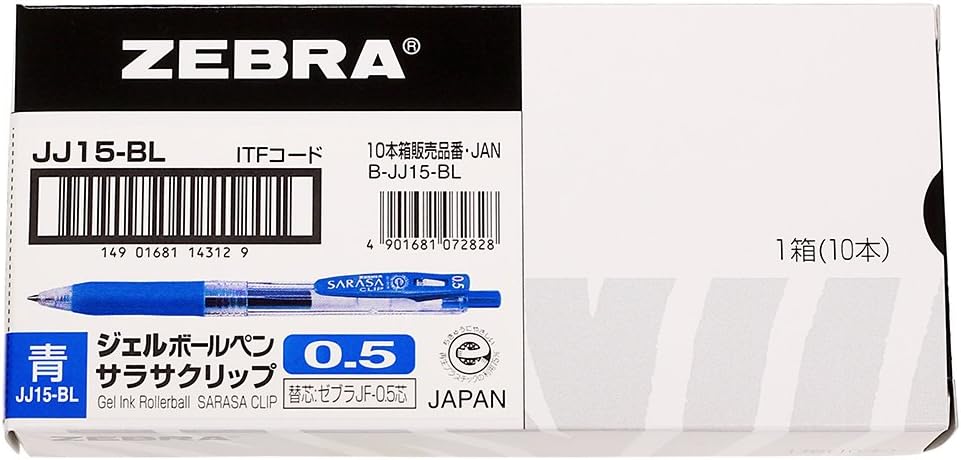 ZEBRA®
JJ15-BL
ITFコード
149 01681 14312 9
10本箱販売品番・JAN
B-JJ15-BL
4 901681 072828
SARASA
CLIP
0.5
青
JJ15-BL
ジェルボールペン
サラサクリップ
Gel Ink Rollerball SARASA CLIP
0.5
替芯:ゼブラJF-0.5芯
JAPAN
1箱(10本)
ZEBRA